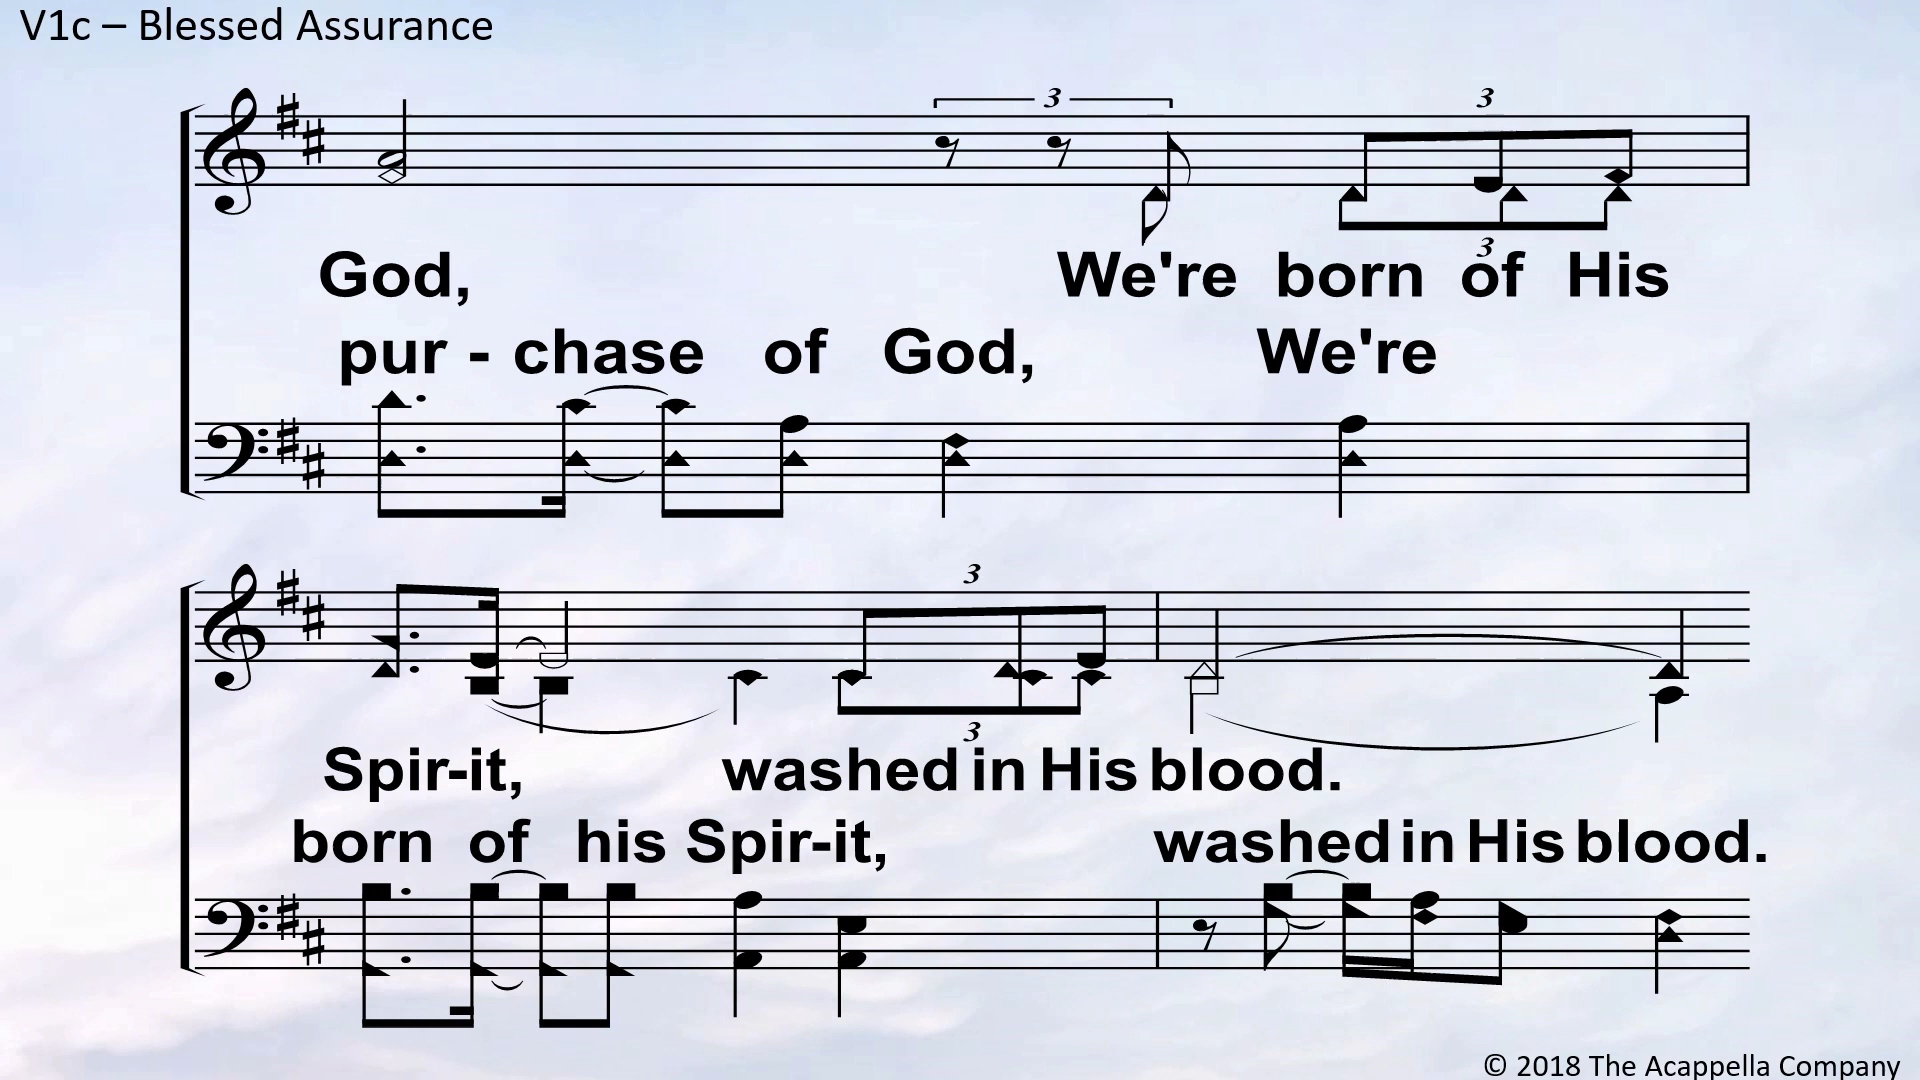 V1c – Blessed Assurance
3 3
3
God, We're born of His
pur - chase of God, We're
3
3
Spir-it, washed in His blood.
born of his Spir-it, washed in His blood.
© 2018 The Acappella Company